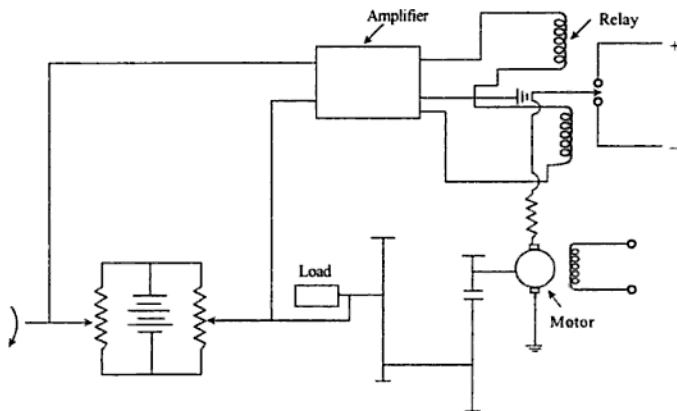 Amplifier
Relay
+
−
Load
Motor